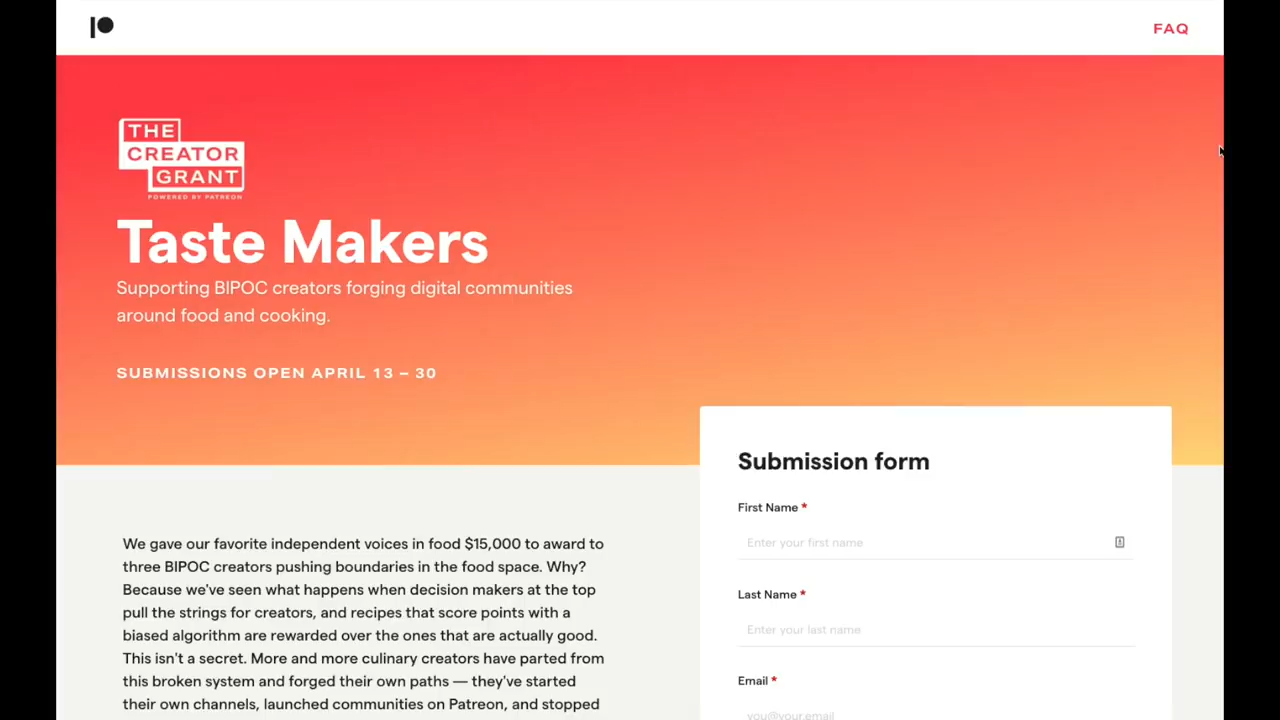 FAQ
THE
CREATOR
GRANT
POWERED BY PATREON
Taste Makers
Supporting BIPOC creators forging digital communities
around food and cooking.
SUBMISSIONS OPEN APRIL 13 – 30
We gave our favorite independent voices in food $15,000 to award to
three BIPOC creators pushing boundaries in the food space. Why?
Because we've seen what happens when decision makers at the top
pull the strings for creators, and recipes that score points with a
biased algorithm are rewarded over the ones that are actually good.
This isn't a secret. More and more culinary creators have parted from
this broken system and forged their own paths — they've started
their own channels, launched communities on Patreon, and stopped
Submission form
First Name *
Enter your first name
Last Name *
Enter your last name
Email *
you@your.email